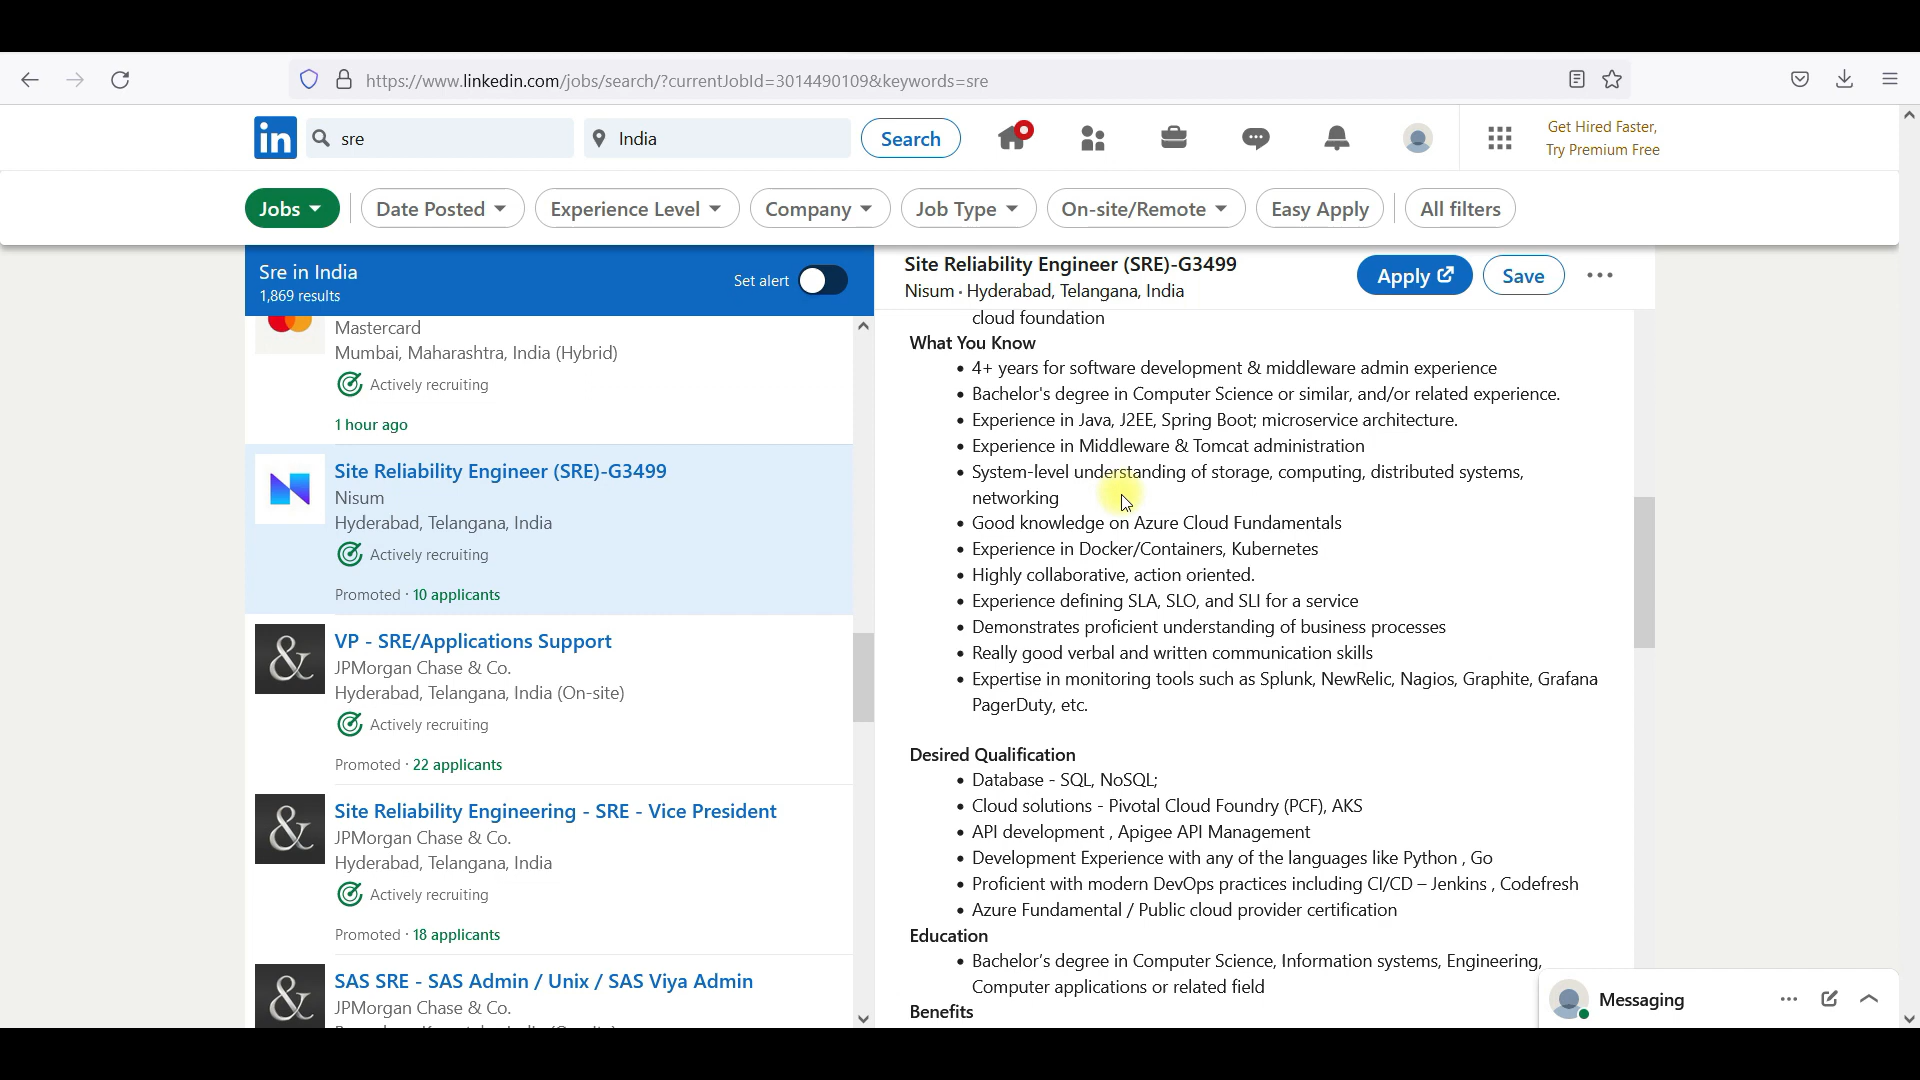 https://www.linkedin.com/jobs/search/?currentJobId=3014490109&keywords=sre
in
sre
India
Search
Get Hired Faster,
Try Premium Free
Jobs
Date Posted
Experience Level
Company
Job Type
On-site/Remote
Easy Apply
All filters
Sre in India
1,869 results
Set alert
Mastercard
Mumbai, Maharashtra, India (Hybrid)
Actively recruiting
1 hour ago
Site Reliability Engineer (SRE)-G3499
Nisum
Hyderabad, Telangana, India
Actively recruiting
Promoted · 10 applicants
VP - SRE/Applications Support
JPMorgan Chase & Co.
Hyderabad, Telangana, India (On-site)
Actively recruiting
Promoted · 22 applicants
Site Reliability Engineering - SRE - Vice President
JPMorgan Chase & Co.
Hyderabad, Telangana, India
Actively recruiting
Promoted · 18 applicants
SAS SRE - SAS Admin / Unix / SAS Viya Admin
JPMorgan Chase & Co.
Site Reliability Engineer (SRE)-G3499
Nisum · Hyderabad, Telangana, India
Apply
Save
cloud foundation
What You Know
• 4+ years for software development & middleware admin experience
• Bachelor's degree in Computer Science or similar, and/or related experience.
• Experience in Java, J2EE, Spring Boot; microservice architecture.
• Experience in Middleware & Tomcat administration
• System-level understanding of storage, computing, distributed systems,
networking
• Good knowledge on Azure Cloud Fundamentals
• Experience in Docker/Containers, Kubernetes
• Highly collaborative, action oriented.
• Experience defining SLA, SLO, and SLI for a service
• Demonstrates proficient understanding of business processes
• Really good verbal and written communication skills
• Expertise in monitoring tools such as Splunk, NewRelic, Nagios, Graphite, Grafana
PagerDuty, etc.
Desired Qualification
• Database - SQL, NoSQL;
• Cloud solutions - Pivotal Cloud Foundry (PCF), AKS
• API development , Apigee API Management
• Development Experience with any of the languages like Python , Go
• Proficient with modern DevOps practices including CI/CD – Jenkins , Codefresh
• Azure Fundamental / Public cloud provider certification
Education
• Bachelor's degree in Computer Science, Information systems, Engineering,
Computer applications or related field
Benefits
Messaging